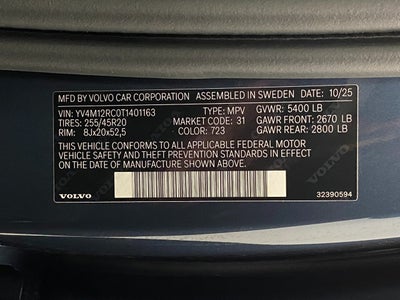 MFD BY VOLVO CAR CORPORATION ASSEMBLED IN SWEDEN DATE: 10/25
VIN: YV4M12RC0T1401163 TYPE: MPV GVWR: 5400 LB
TIRES: 255/45R20 MARKET CODE: 31 GAWR FRONT: 2670 LB
RIM: 8Jx20x52,5 COLOR: 723 GAWR REAR: 2800 LB
THIS VEHICLE CONFORMS TO ALL APPLICABLE FEDERAL MOTOR
VEHICLE SAFETY AND THEFT PREVENTION STANDARDS IN EFFECT
ON THE DATE OF MANUFACTURE SHOWN ABOVE.
VOLVO 32390594